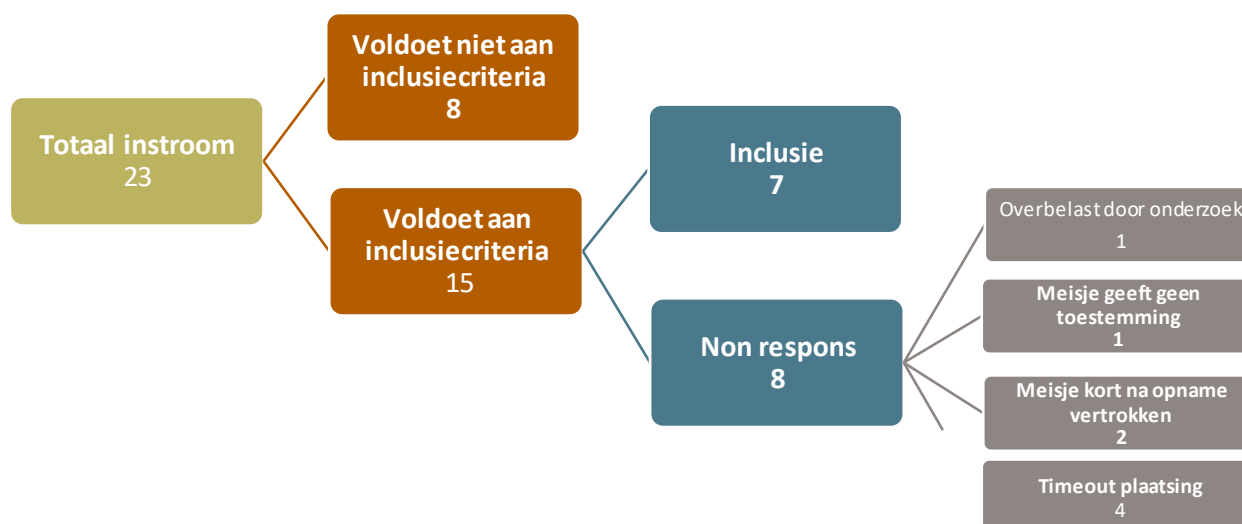 Totaal instroom
23
Voldoet niet aan
inclusiecriteria
8
Voldoet aan
inclusiecriteria
15
Inclusie
7
Non respons
8
Overbelast door onderzoek
1
Meisje geeft geen
toestemming
1
Meisje kort na opname
vertrokken
2
Timeout plaatsing
4